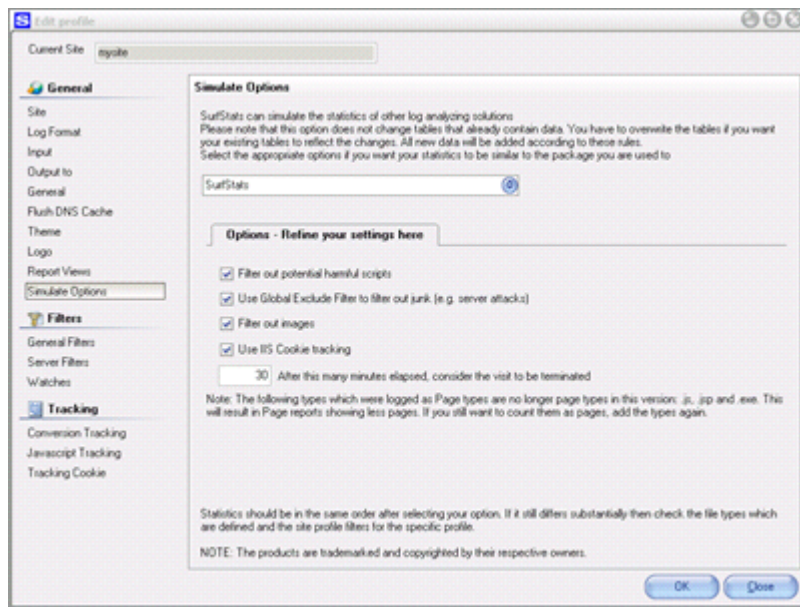 S Edit profile
Current Site mysite
General
Site
Log Format
Input
Output to
General
Flush DNS Cache
Theme
Logo
Report Views
Simulate Options
Filters
General Filters
Server Filters
Watches
Tracking
Conversion Tracking
Javascript Tracking
Tracking Cookie
Simulate Options
SurfStats can simulate the statistics of other log analyzing solutions
Please note that this option does not change tables that already contain data. You have to overwrite the tables if you want
your existing tables to reflect the changes. All new data will be added according to these rules.
Select the appropriate options if you want your statistics to be similar to the package you are used to
SurfStats
Options - Refine your settings here
Filter out potential harmful scripts
Use Global Exclude Filter to filter out junk (e.g. server attacks)
Filter out images
Use IIS Cookie tracking
30 After this many minutes elapsed, consider the visit to be terminated
Note: The following types which were logged as Page types are no longer page types in this version: .js, .jsp and .exe. This
will result in Page reports showing less pages. If you still want to count them as pages, add the types again.
Statistics should be in the same order after selecting your option. If it still differs substantially then check the file types which
are defined and the site profile filters for the specific profile.
NOTE: The products are trademarked and copyrighted by their respective owners.
OK Close